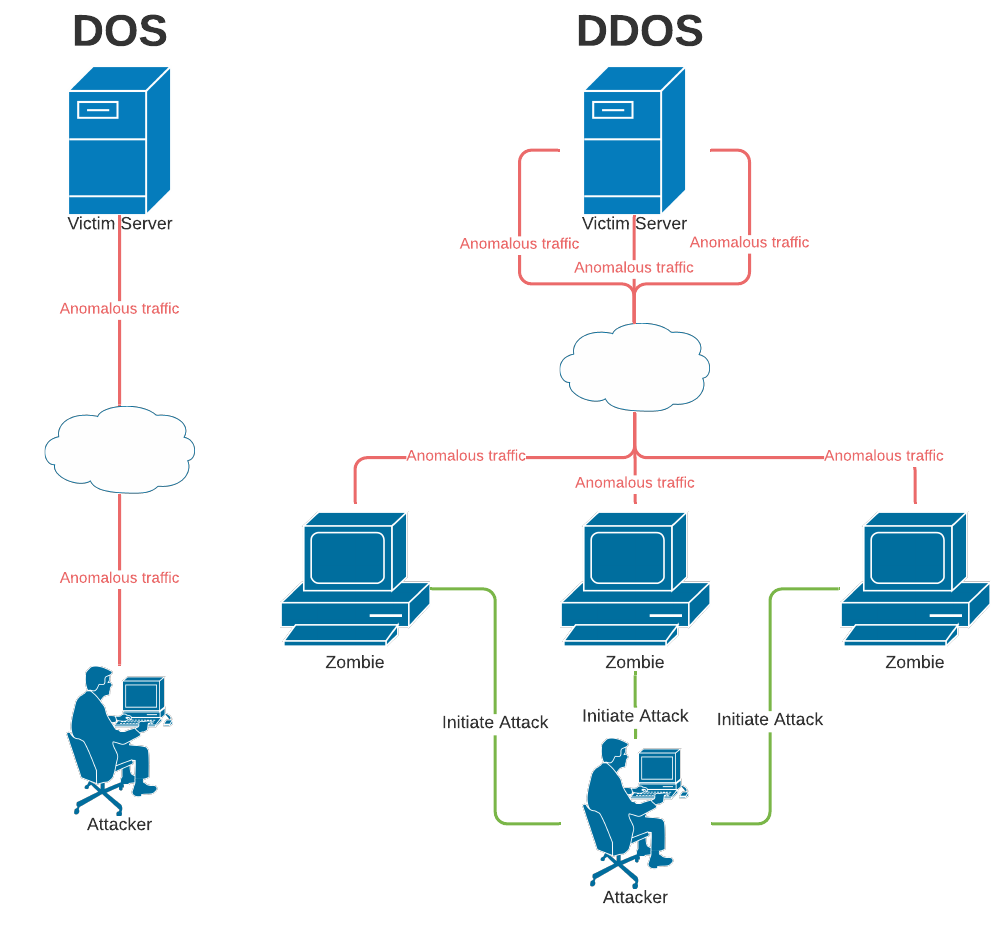 DOS
Victim Server
Anomalous traffic
Anomalous traffic
Attacker
DDOS
Victim Server
Anomalous traffic
Anomalous traffic
Anomalous traffic
Anomalous traffic
Anomalous traffic
Anomalous traffic
Zombie
Zombie
Zombie
Initiate Attack
Initiate Attack
Initiate Attack
Attacker